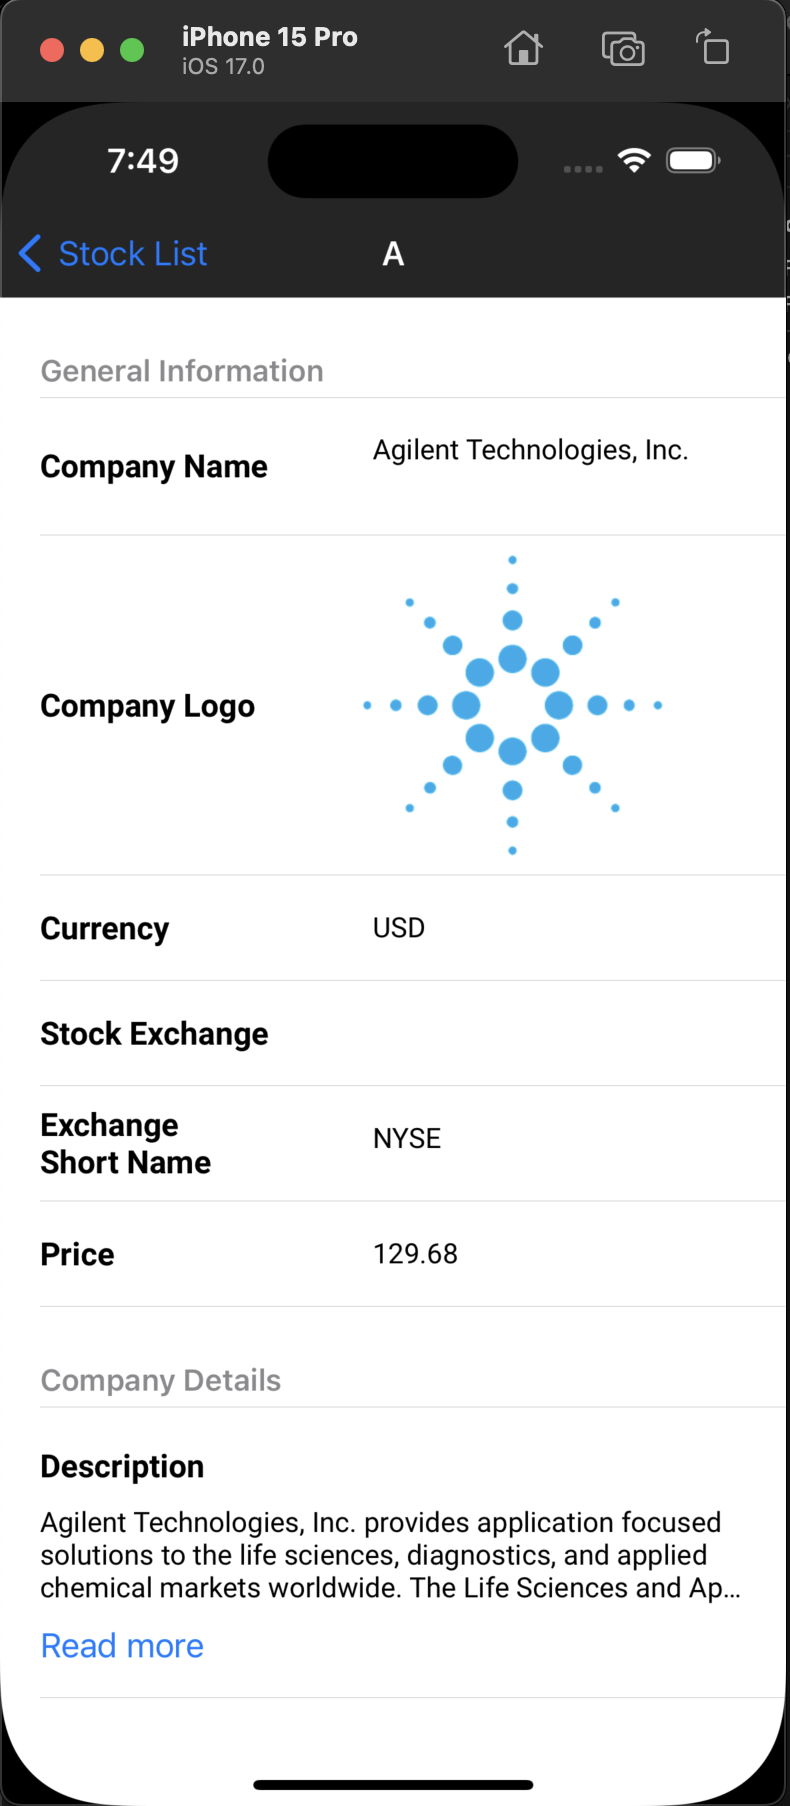 iPhone 15 Pro
iOS 17.0
7:49
Stock List
A
General Information
Company Name
Agilent Technologies, Inc.
Company Logo
Currency
USD
Stock Exchange
Exchange
Short Name
NYSE
Price
129.68
Company Details
Description
Agilent Technologies, Inc. provides application focused
solutions to the life sciences, diagnostics, and applied
chemical markets worldwide. The Life Sciences and Ap...
Read more